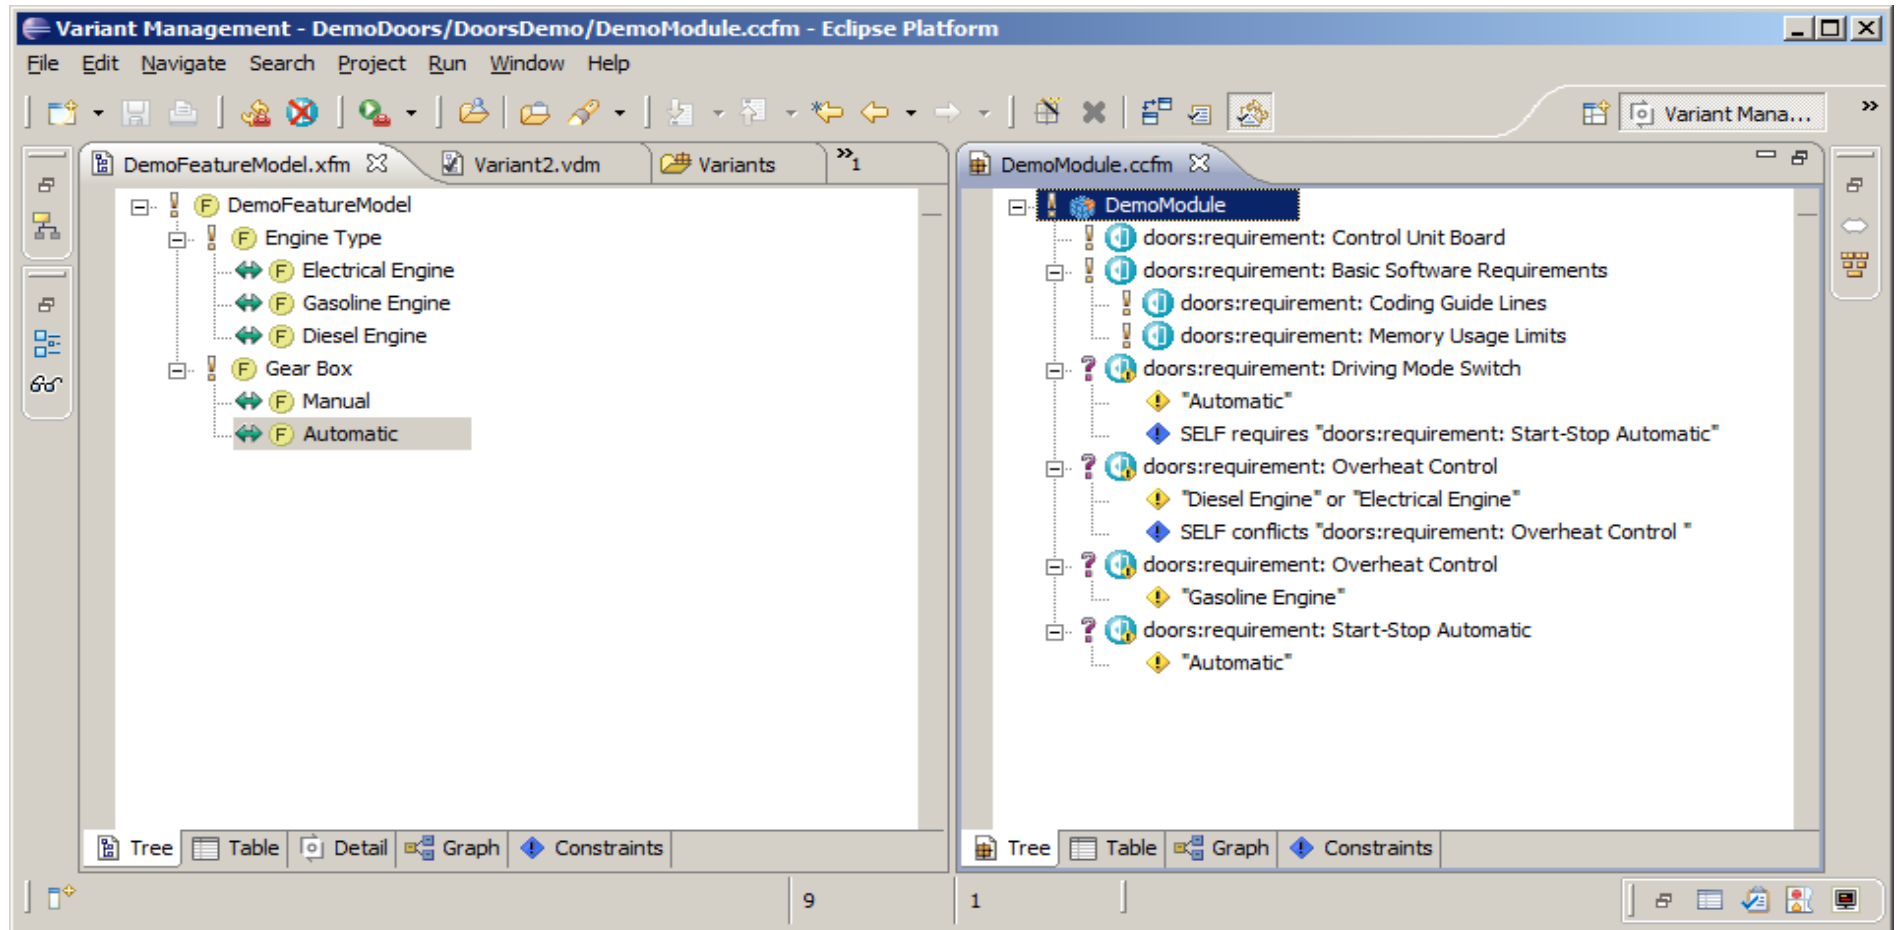 Variant Management - DemoDoors/DoorsDemo/DemoModule.ccfm - Eclipse Platform
File Edit Navigate Search Project Run Window Help
Variant Mana... »
DemoFeatureModel.xfm Variant2.vdm Variants »1
DemoFeatureModel
Engine Type
Electrical Engine
Gasoline Engine
Diesel Engine
Gear Box
Manual
Automatic
Tree Table Detail Graph Constraints
DemoModule.ccfm
DemoModule
doors:requirement: Control Unit Board
doors:requirement: Basic Software Requirements
doors:requirement: Coding Guide Lines
doors:requirement: Memory Usage Limits
doors:requirement: Driving Mode Switch
"Automatic"
SELF requires "doors:requirement: Start-Stop Automatic"
doors:requirement: Overheat Control
"Diesel Engine" or "Electrical Engine"
SELF conflicts "doors:requirement: Overheat Control "
doors:requirement: Overheat Control
"Gasoline Engine"
doors:requirement: Start-Stop Automatic
"Automatic"
Tree Table Graph Constraints
9 1